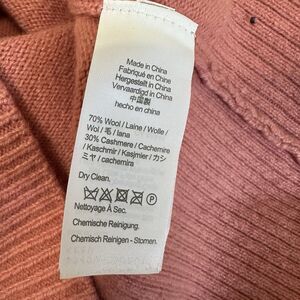 Made in China
Fabriqué en Chine
Hergestellt in China
Vervaardigd in China
中国製
hecho en china
70% Wool / Laine / Wolle /
Wol / 毛 / lana
30% Cashmere / Cachemire
/ Kaschmir / Kasjmier / カシ
ミヤ / cachemira
Dry Clean.
Nettoyage À Sec.
Chemische Reinigung.
Chemisch Reinigen - Stomen.